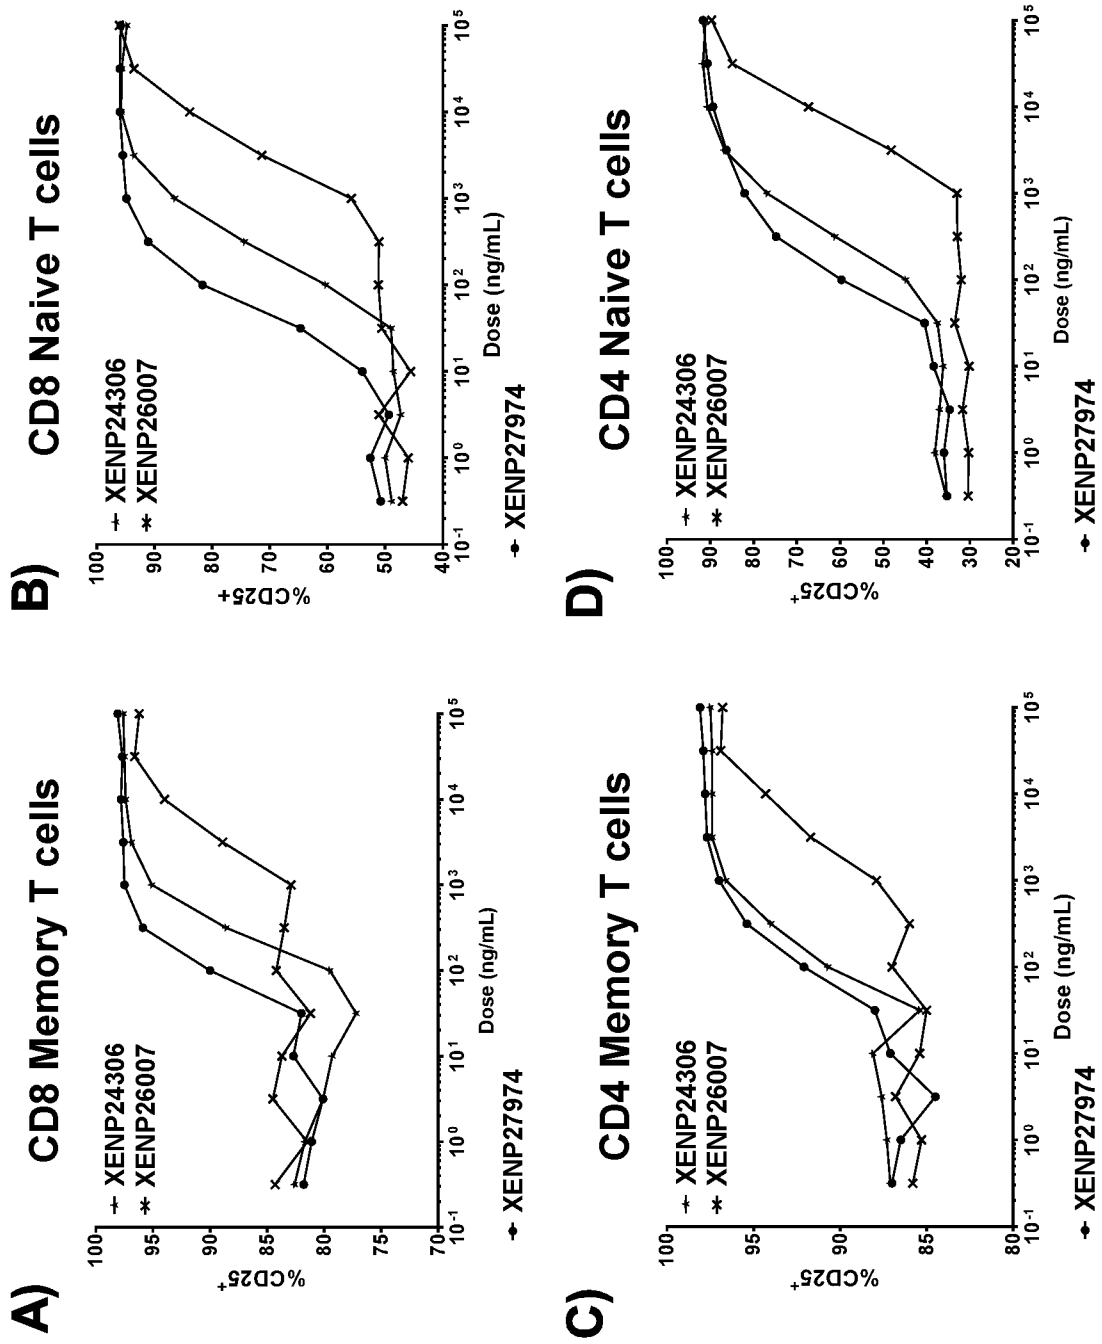 A)
CD8 Memory T cells
XENP24306
XENP26007
100
95
90
85
80
75
70
%CD25+
10-1
100
101
102
103
104
105
Dose (ng/mL)
XENP27974
B)
CD8 Naive T cells
XENP24306
XENP26007
100
90
80
70
60
50
40
%CD25+
10-1
100
101
102
103
104
105
Dose (ng/mL)
XENP27974
C)
CD4 Memory T cells
XENP24306
XENP26007
100
95
90
85
80
%CD25+
10-1
100
101
102
103
104
105
Dose (ng/mL)
XENP27974
D)
CD4 Naive T cells
XENP24306
XENP26007
100
90
80
70
60
50
40
30
20
%CD25+
10-1
100
101
102
103
104
105
Dose (ng/mL)
XENP27974